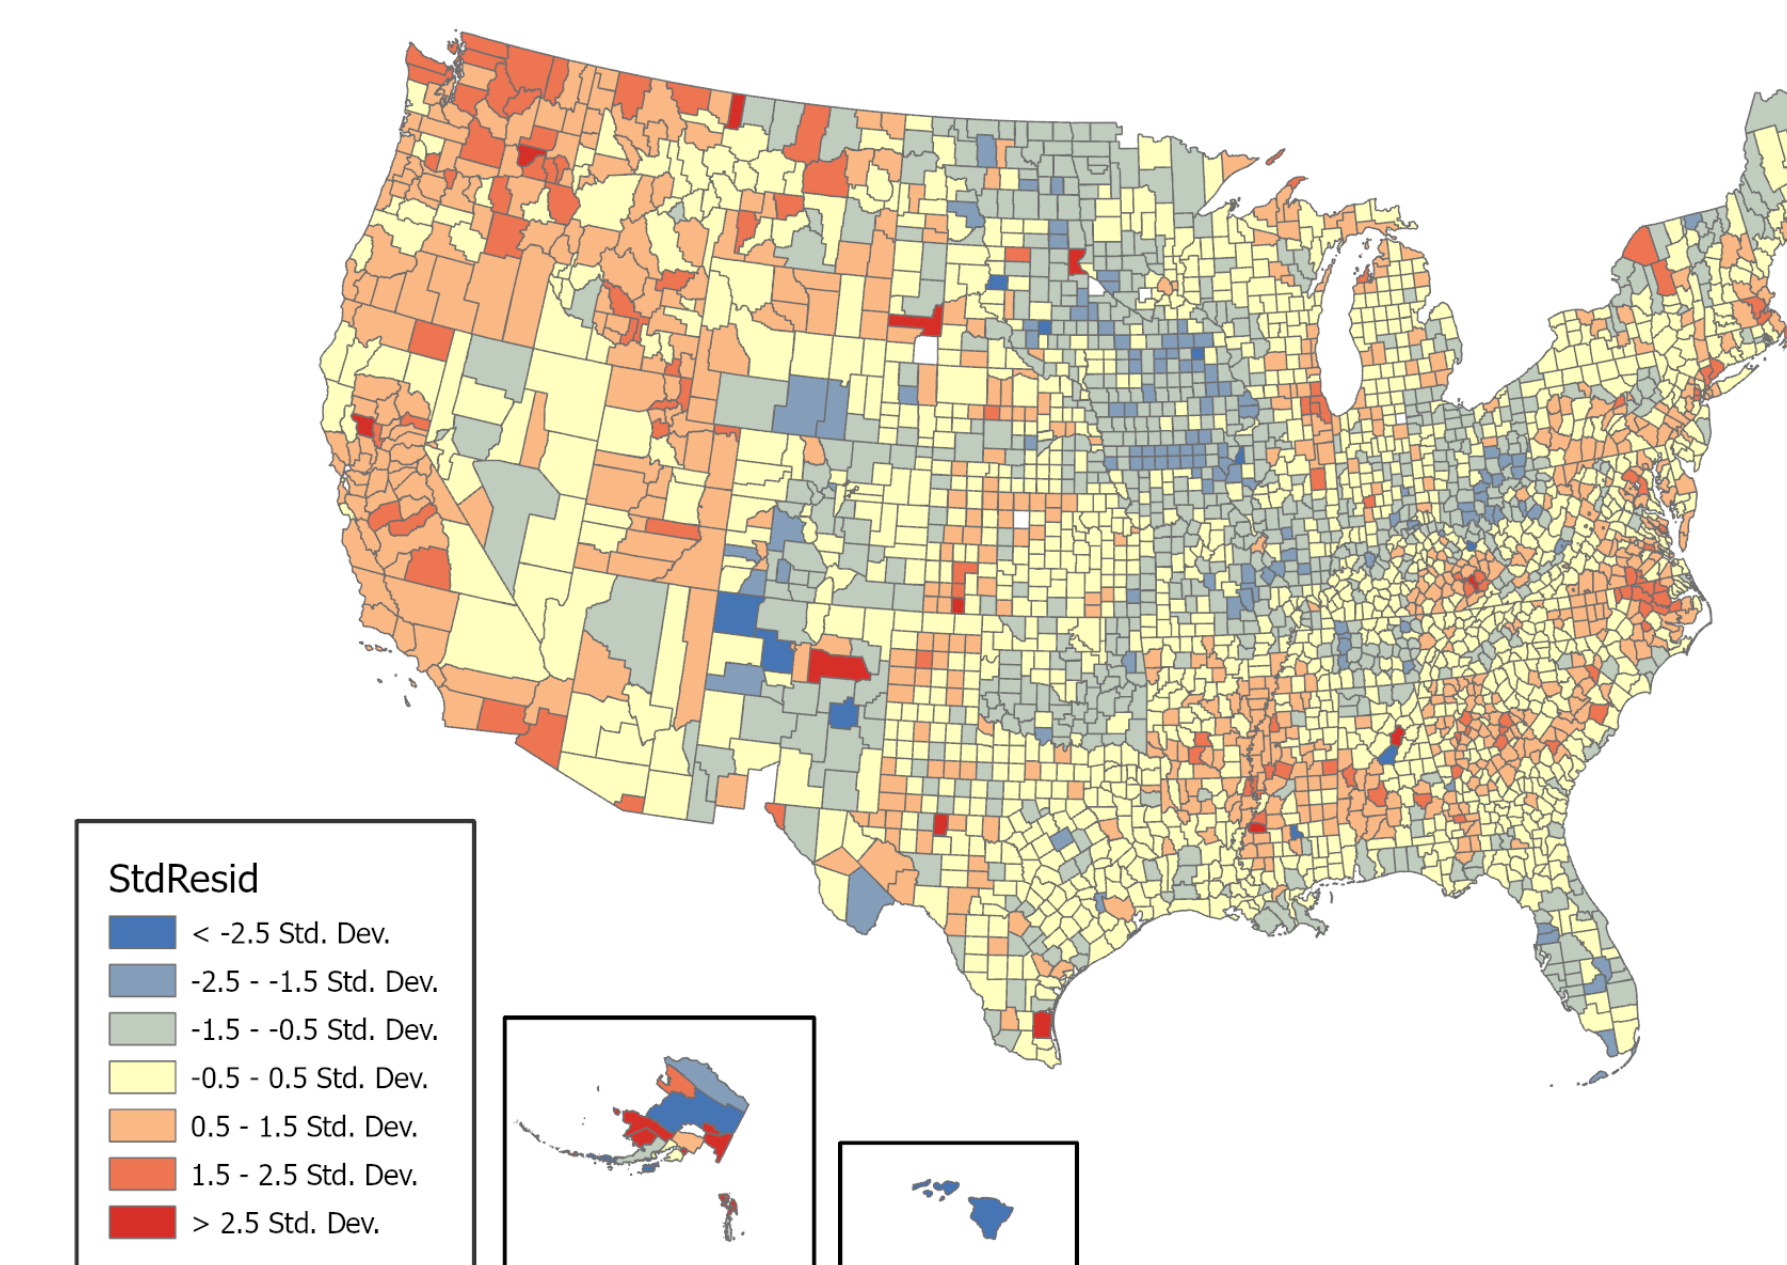 StdResid
< -2.5 Std. Dev.
-2.5 - -1.5 Std. Dev.
-1.5 - -0.5 Std. Dev.
-0.5 - 0.5 Std. Dev.
0.5 - 1.5 Std. Dev.
1.5 - 2.5 Std. Dev.
> 2.5 Std. Dev.